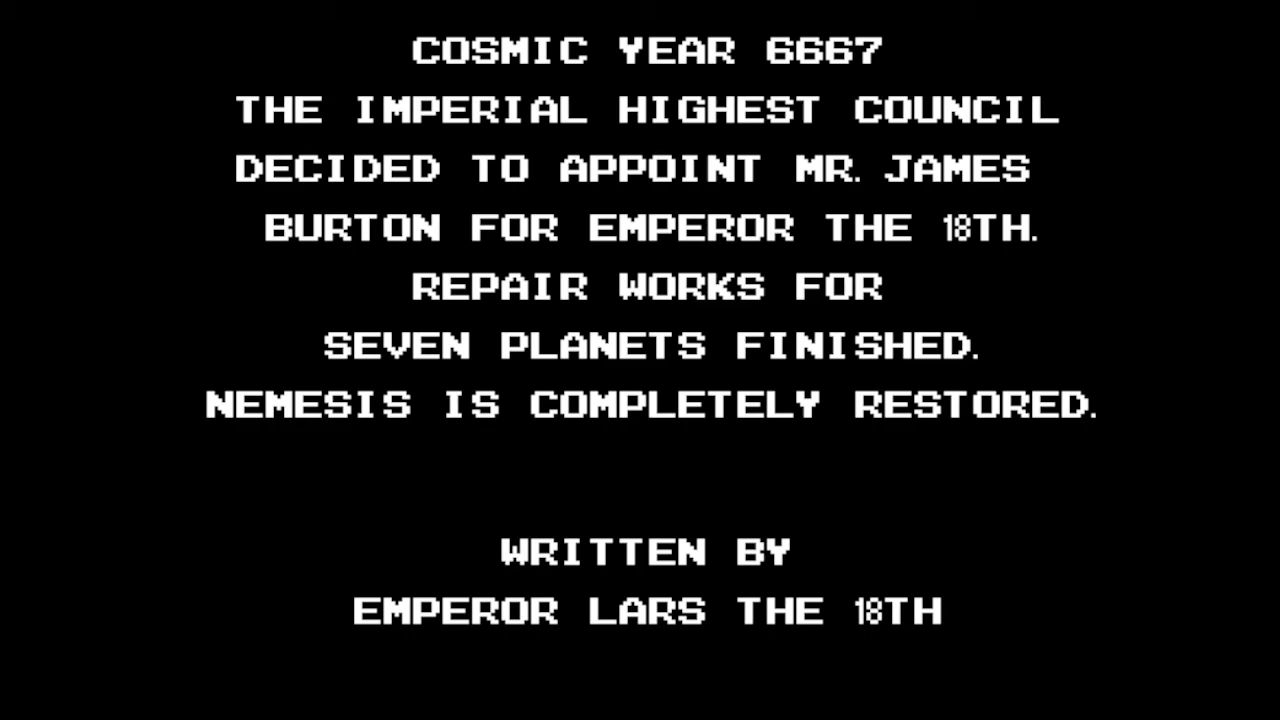 COSMIC YEAR 6667
THE IMPERIAL HIGHEST COUNCIL
DECIDED TO APPOINT MR. JAMES
BURTON FOR EMPEROR THE 18TH.
REPAIR WORKS FOR
SEVEN PLANETS FINISHED.
NEMESIS IS COMPLETELY RESTORED.
WRITTEN BY
EMPEROR LARS THE 18TH